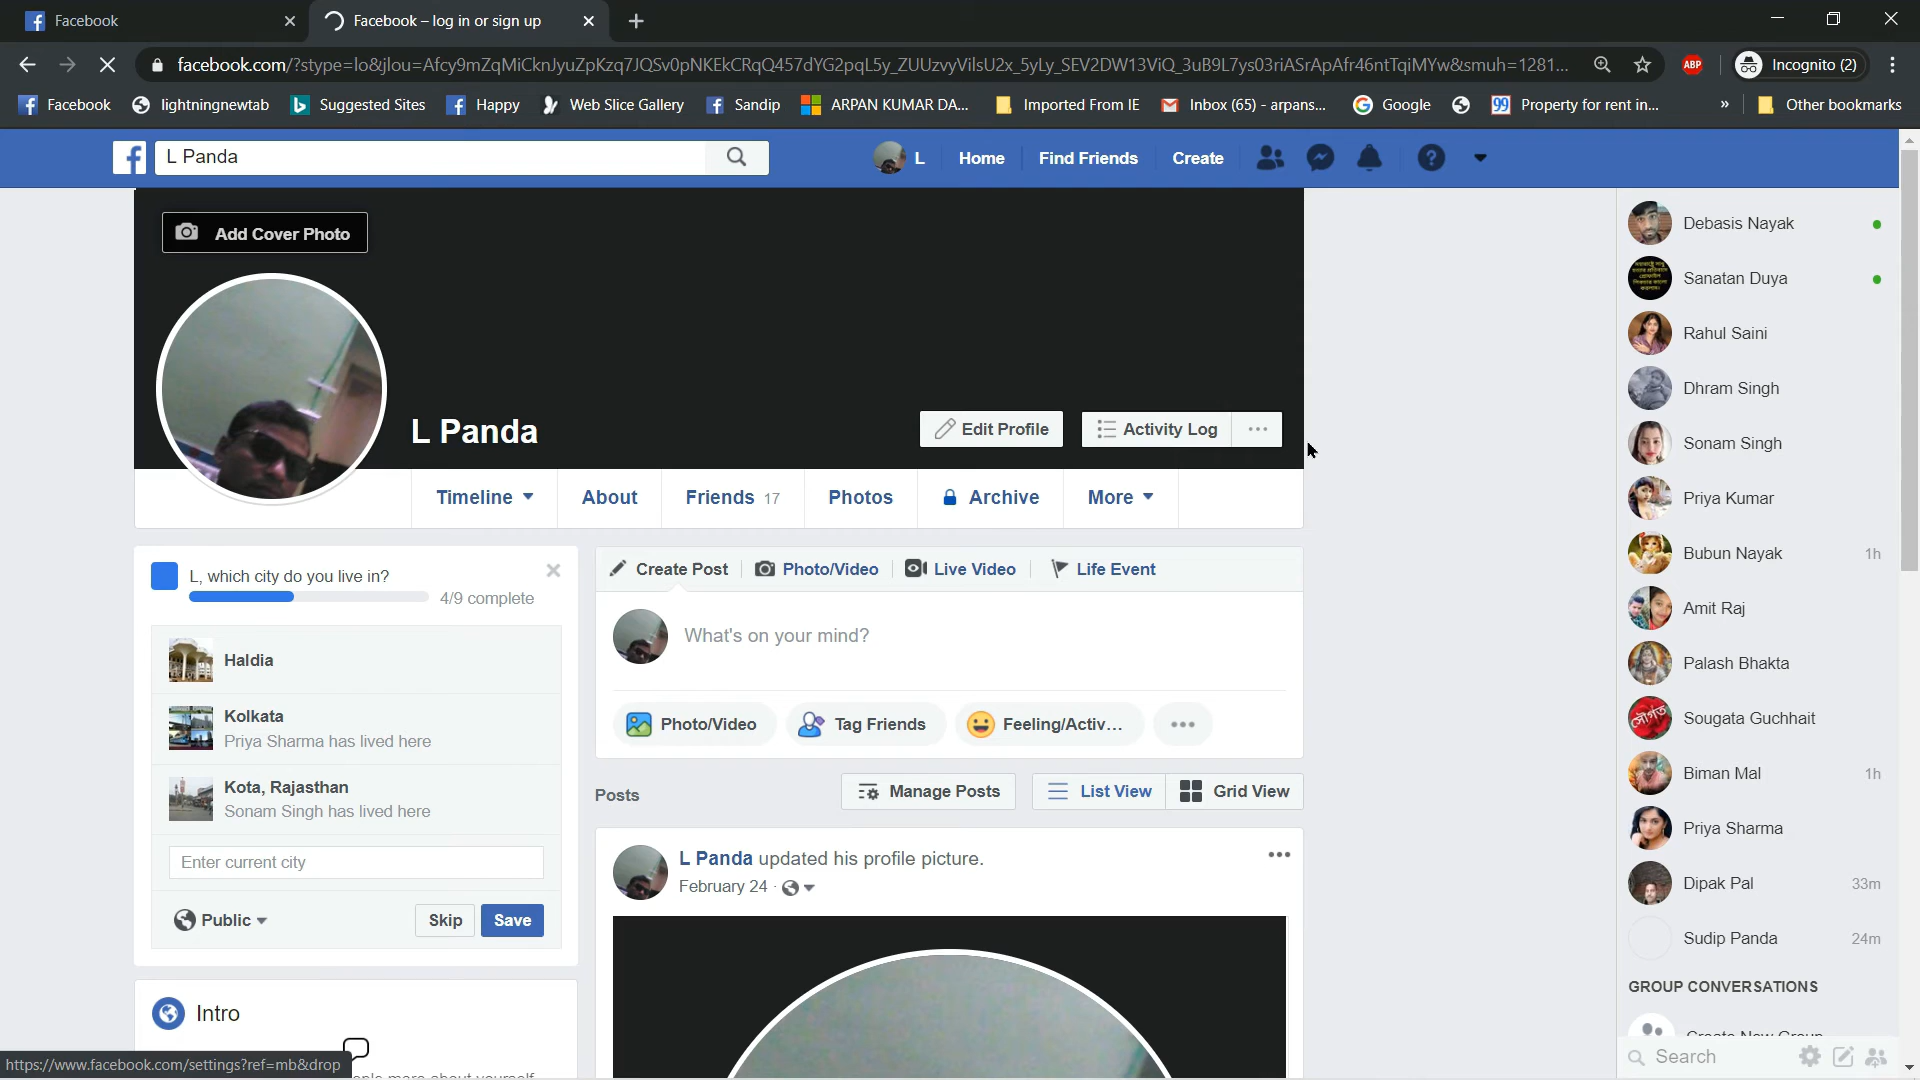 Facebook
Facebook – log in or sign up
facebook.com/?stype=lo&jlou=Afcy9mZqMiCknJyuZpKzq7JQSv0pNKEkCRqQ457dYG2pqL5y_ZUUzvyVilsU2x_5yLy_SEV2DW13ViQ_3uB9L7ys03riASrApAfr46ntTqiMYw&smuh=1281...
ABP
Incognito (2)
Facebook
lightningnewtab
Suggested Sites
Happy
Web Slice Gallery
Sandip
ARPAN KUMAR DA...
Imported From IE
Inbox (65) - arpans...
Google
Property for rent in...
»
Other bookmarks
L Panda
L
Home
Find Friends
Create
Add Cover Photo
L Panda
Edit Profile
Activity Log
Timeline
About
Friends 17
Photos
Archive
More
L, which city do you live in?
4/9 complete
Haldia
Kolkata
Priya Sharma has lived here
Kota, Rajasthan
Sonam Singh has lived here
Enter current city
Public
Skip
Save
Intro
https://www.facebook.com/settings?ref=mb&drop
Create Post
Photo/Video
Live Video
Life Event
What's on your mind?
Photo/Video
Tag Friends
Feeling/Activ...
Posts
Manage Posts
List View
Grid View
L Panda updated his profile picture.
February 24 ·
Debasis Nayak
Sanatan Duya
Rahul Saini
Dhram Singh
Sonam Singh
Priya Kumar
Bubun Nayak 1h
Amit Raj
Palash Bhakta
Sougata Guchhait
Biman Mal 1h
Priya Sharma
Dipak Pal 33m
Sudip Panda 24m
GROUP CONVERSATIONS
Create New Group
Search